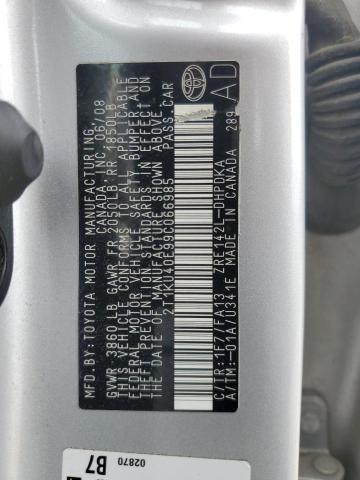 MFD.BY:TOYOTA MOTOR MANUFACTURING,
CANADA INC. 06/08
GVWR 3860 LB GAWR FR 2010 LB RR 1850LB
THIS VEHICLE CONFORMS TO ALL APPLICABLE
FEDERAL MOTOR VEHICLE SAFETY, BUMPER AND
THEFT PREVENTION STANDARDS IN EFFECT ON
THE DATE OF MANUFACTURE SHOWN ABOVE.
2T1KU40E99C066985 PASS. CAR
AD
C/TR:1F7/FA13 ZRE142L-DHPDKA
A/TM:-01A/U341E MADE IN CANADA 289
02870
B7